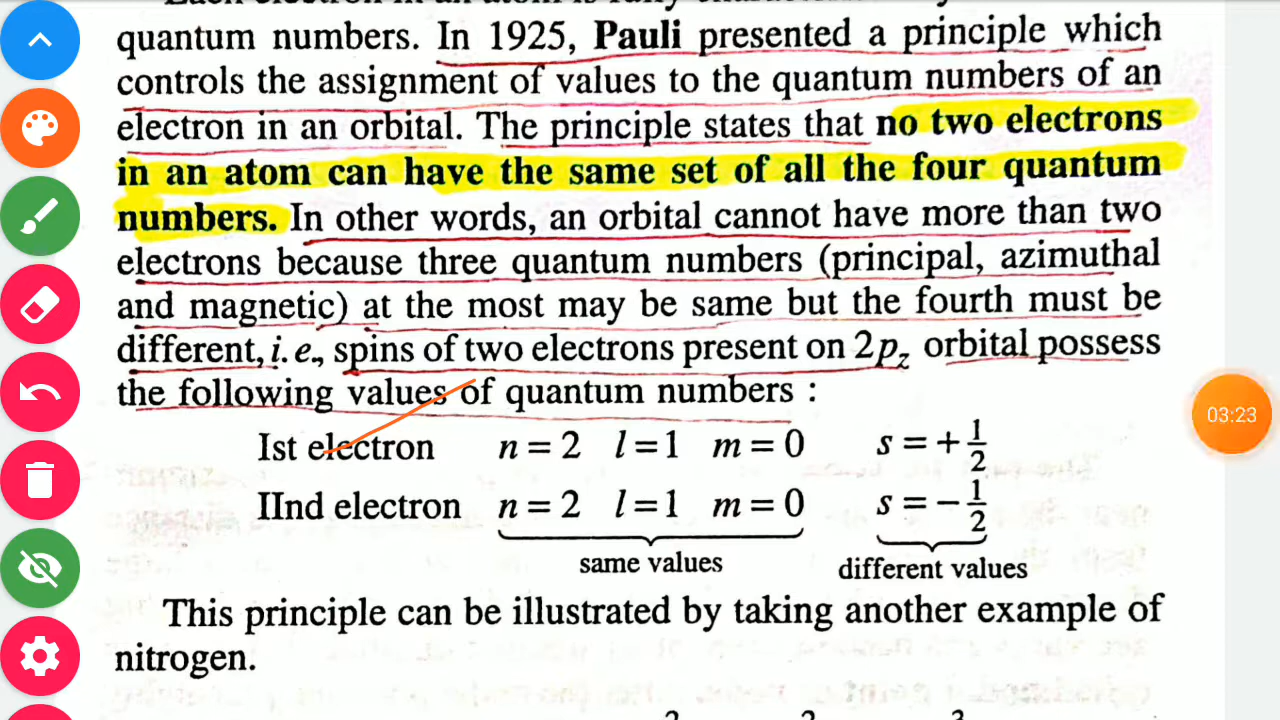 quantum numbers. In 1925, Pauli presented a principle which
controls the assignment of values to the quantum numbers of an
electron in an orbital. The principle states that no two electrons
in an atom can have the same set of all the four quantum
numbers. In other words, an orbital cannot have more than two
electrons because three quantum numbers (principal, azimuthal
and magnetic) at the most may be same but the fourth must be
different, i. e., spins of two electrons present on 2p_z orbital possess
the following values of quantum numbers :
Ist electron n = 2 l = 1 m = 0 s = + 1/2
IInd electron n = 2 l = 1 m = 0 s = − 1/2
same values different values
This principle can be illustrated by taking another example of
nitrogen.
03:23